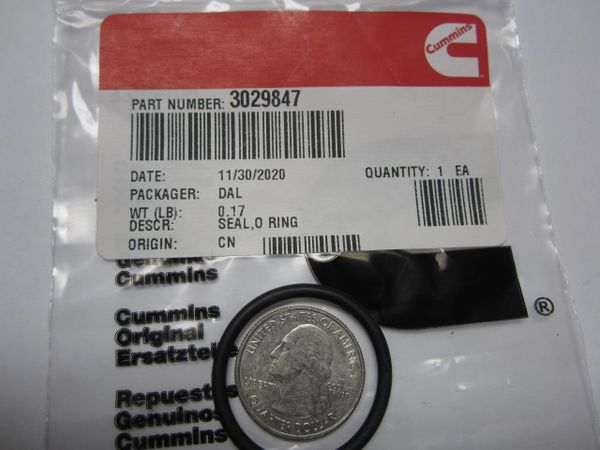 Cummins
PART NUMBER: 3029847
DATE: 11/30/2020 QUANTITY: 1 EA
PACKAGER: DAL
WT (LB): 0.17
DESCR: SEAL,O RING
ORIGIN: CN
Genuine
Cummins
Cummins
Original
Ersatzteile
®
Repuestos
Genuinos
Cummins
UNITED STATES OF AMERICA
LIBERTY
QUARTER DOLLAR